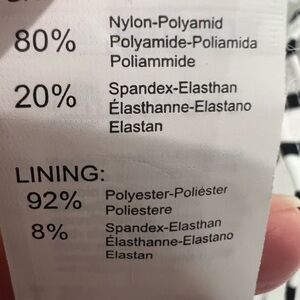 80% Nylon-Polyamid
Polyamide-Poliamida
Poliammide
20% Spandex-Elasthan
Élasthanne-Elastano
Elastan
LINING:
92% Polyester-Poliéster
Poliestere
8% Spandex-Elasthan
Élasthanne-Elastano
Elastan